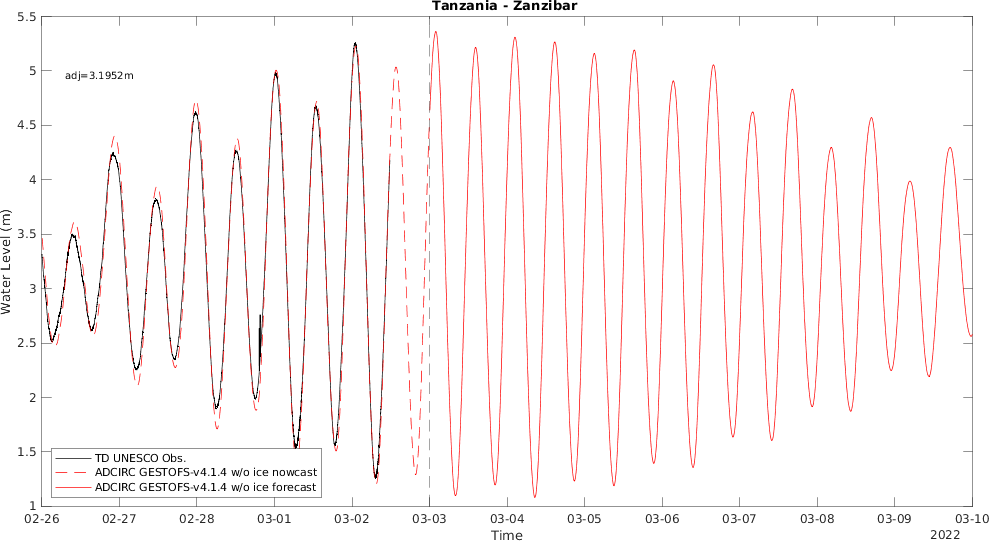 Tanzania - Zanzibar
5.5
5
4.5
4
3.5
3
2.5
2
1.5
1
Water Level (m)
adj=3.1952m
TD UNESCO Obs.
ADCIRC GESTOFS-v4.1.4 w/o ice nowcast
ADCIRC GESTOFS-v4.1.4 w/o ice forecast
02-26 02-27 02-28 03-01 03-02 03-03 03-04 03-05 03-06 03-07 03-08 03-09 03-10
Time
2022